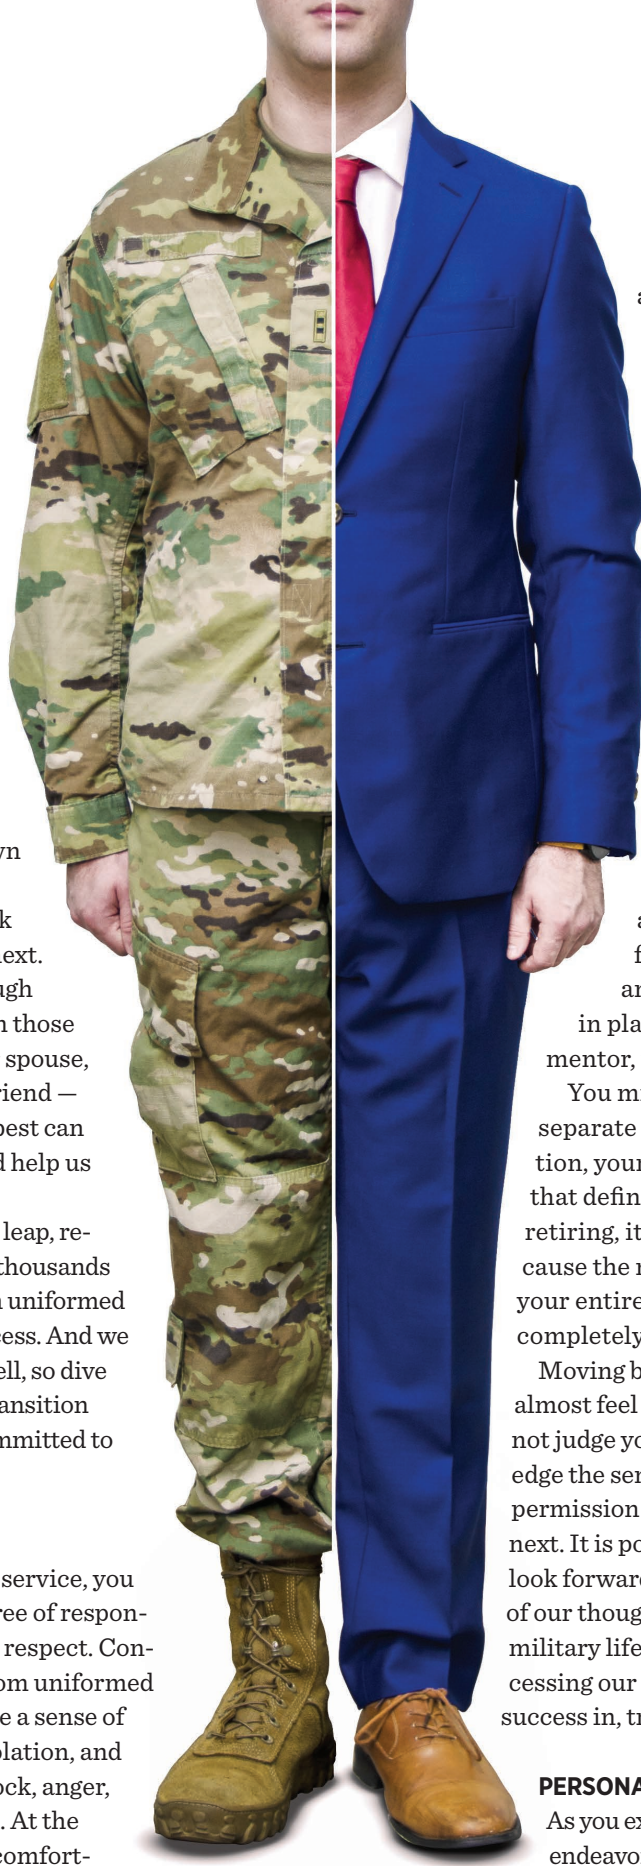 wn
k
ext.
ugh
n those
spouse,
riend —
best can
d help us
leap, re-
thousands
n uniformed
cess. And we
ell, so dive
ansition
mmitted to
service, you
ree of respon-
respect. Con-
om uniformed
e a sense of
olation, and
ock, anger,
. At the
comfort-
a
a
f
an
in pla
mentor,
You mi
separate
tion, your
that defin
retiring, it
cause the r
your entire
completely
Moving b
almost feel
not judge yo
edge the ser
permission
next. It is po
look forward
of our thoug
military life
cessing our
success in, tr
PERSONA
As you ex
endeavo